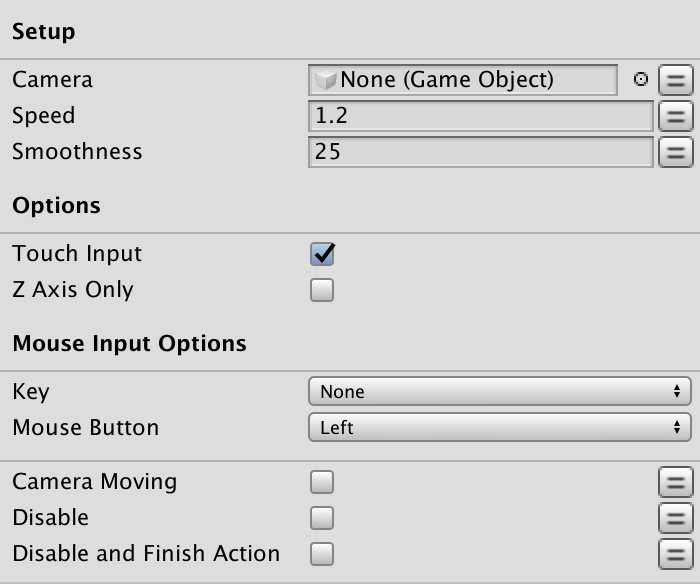 Setup
Camera None (Game Object)
Speed 1.2
Smoothness 25
Options
Touch Input
Z Axis Only
Mouse Input Options
Key None
Mouse Button Left
Camera Moving
Disable
Disable and Finish Action